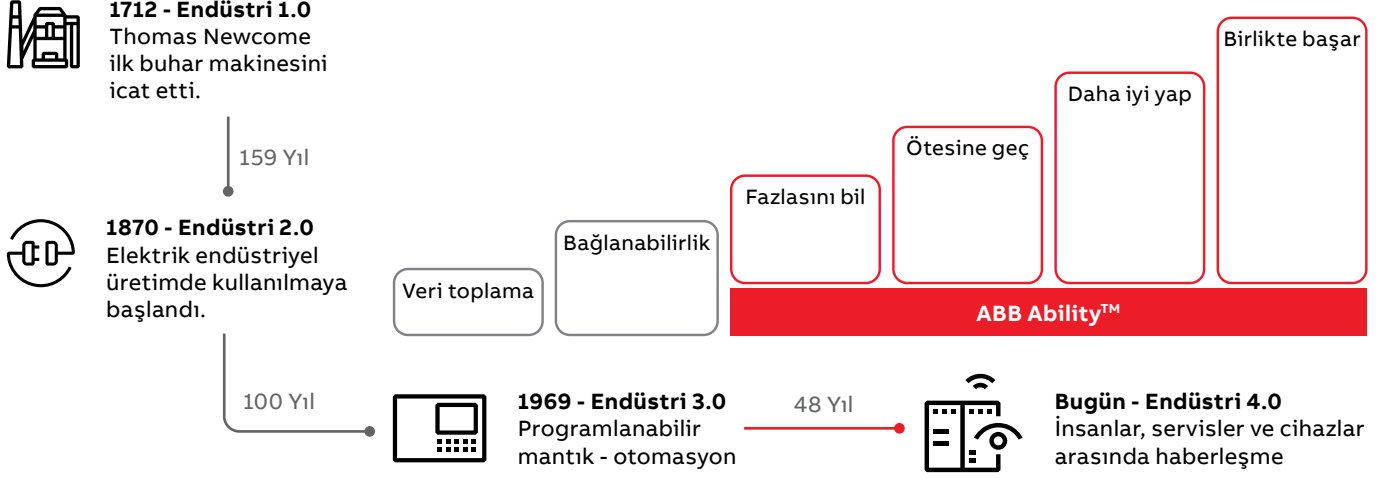 1712 - Endüstri 1.0
Thomas Newcome
ilk buhar makinesini
icat etti.
159 Yıl
1870 - Endüstri 2.0
Elektrik endüstriyel
üretimde kullanılmaya
başlandı.
100 Yıl
1969 - Endüstri 3.0
Programlanabilir
mantık - otomasyon
48 Yıl
Bugün - Endüstri 4.0
İnsanlar, servisler ve cihazlar
arasında haberleşme
Veri toplama
Bağlanabilirlik
Fazlasını bil
Ötesine geç
Daha iyi yap
Birlikte başar
ABB Ability™